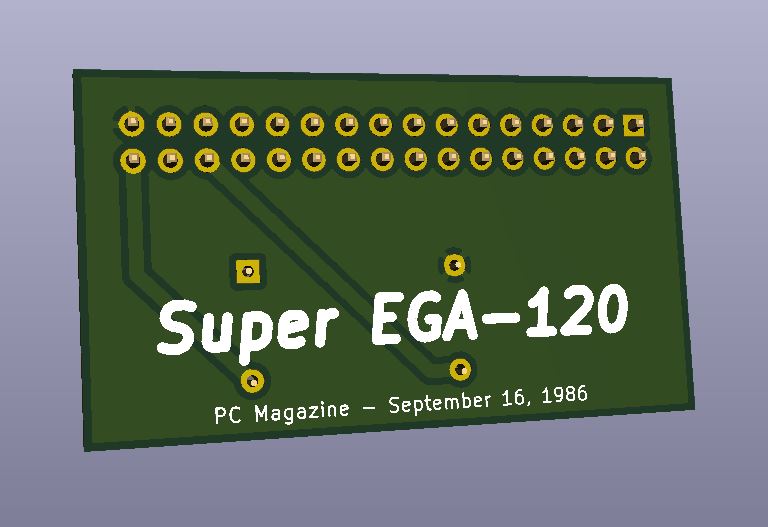 Super EGA–120
PC Magazine – September 16, 1986